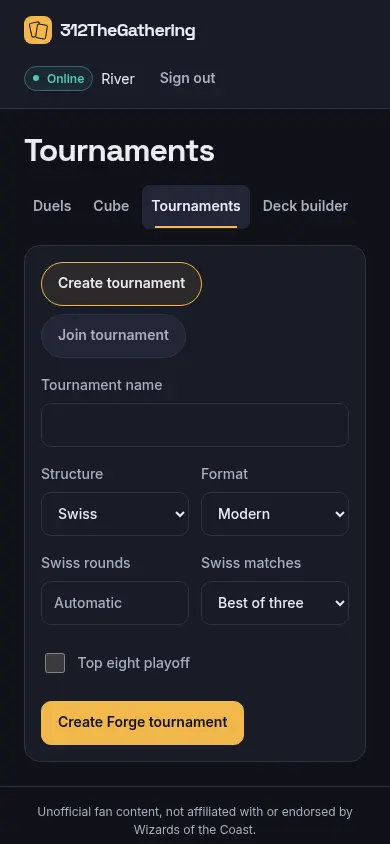 312TheGathering
Online River Sign out
Tournaments
Duels Cube Tournaments Deck builder
Create tournament
Join tournament
Tournament name
Structure Format
Swiss Modern
Swiss rounds Swiss matches
Automatic Best of three
Top eight playoff
Create Forge tournament
Unofficial fan content, not affiliated with or endorsed by
Wizards of the Coast.